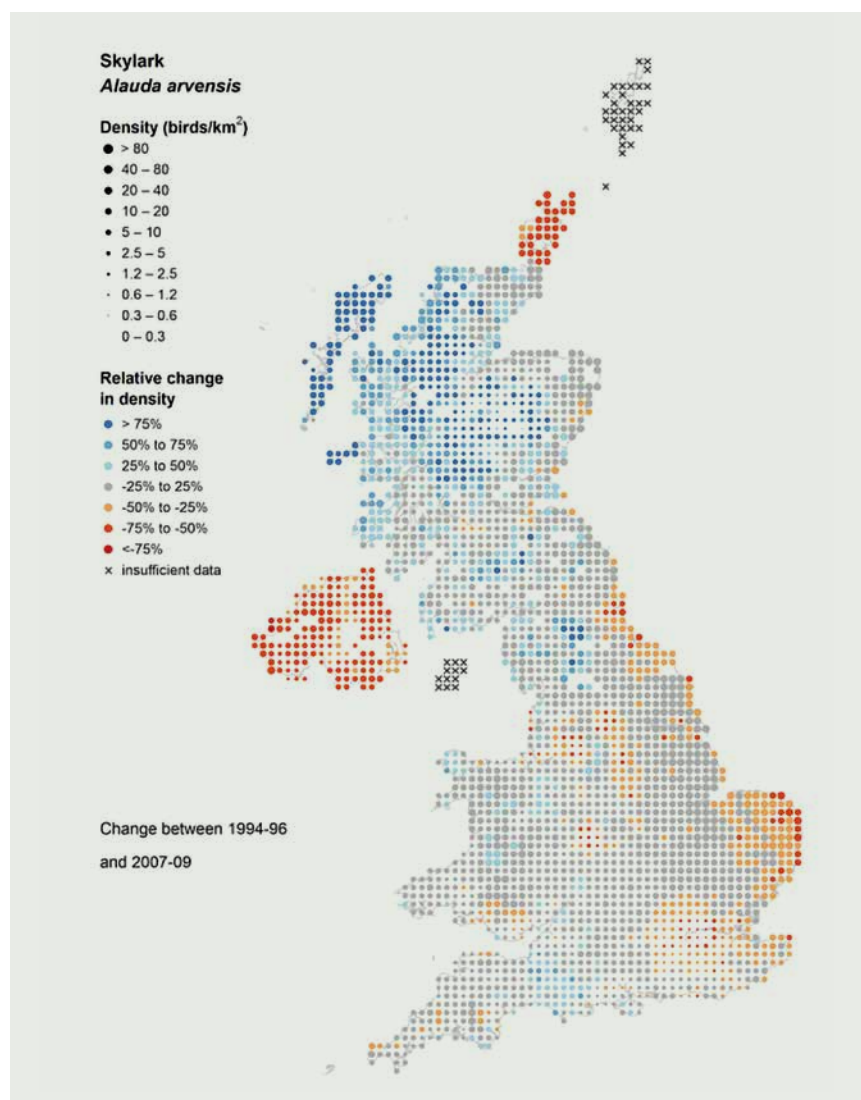 Skylark
Alauda arvensis
Density (birds/km²)
> 80
40 – 80
20 – 40
10 – 20
5 – 10
2.5 – 5
1.2 – 2.5
0.6 – 1.2
0.3 – 0.6
0 – 0.3
Relative change
in density
> 75%
50% to 75%
25% to 50%
-25% to 25%
-50% to -25%
-75% to -50%
<-75%
× insufficient data
Change between 1994-96
and 2007-09